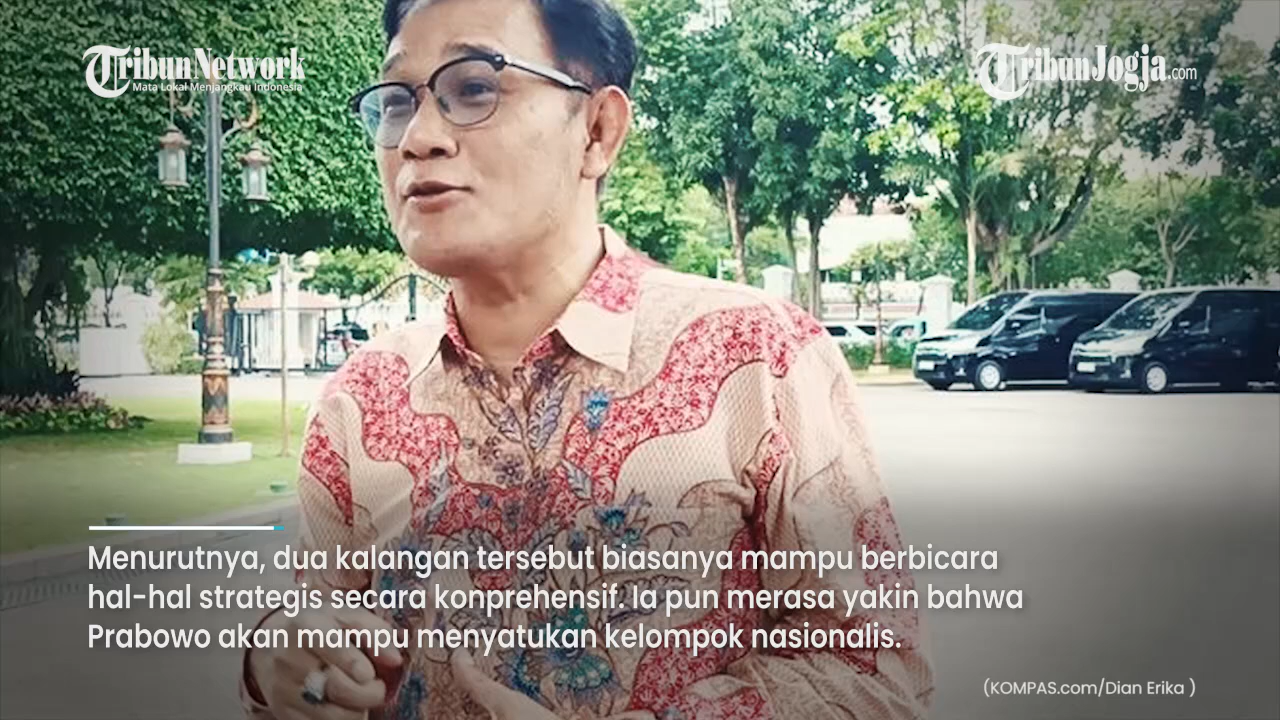 TribunNetwork
Mata Lokal Menjangkau Indonesia
TribunJogja.com
Menurutnya, dua kalangan tersebut biasanya mampu berbicara
hal-hal strategis secara konprehensif. Ia pun merasa yakin bahwa
Prabowo akan mampu menyatukan kelompok nasionalis.
(KOMPAS.com/Dian Erika )